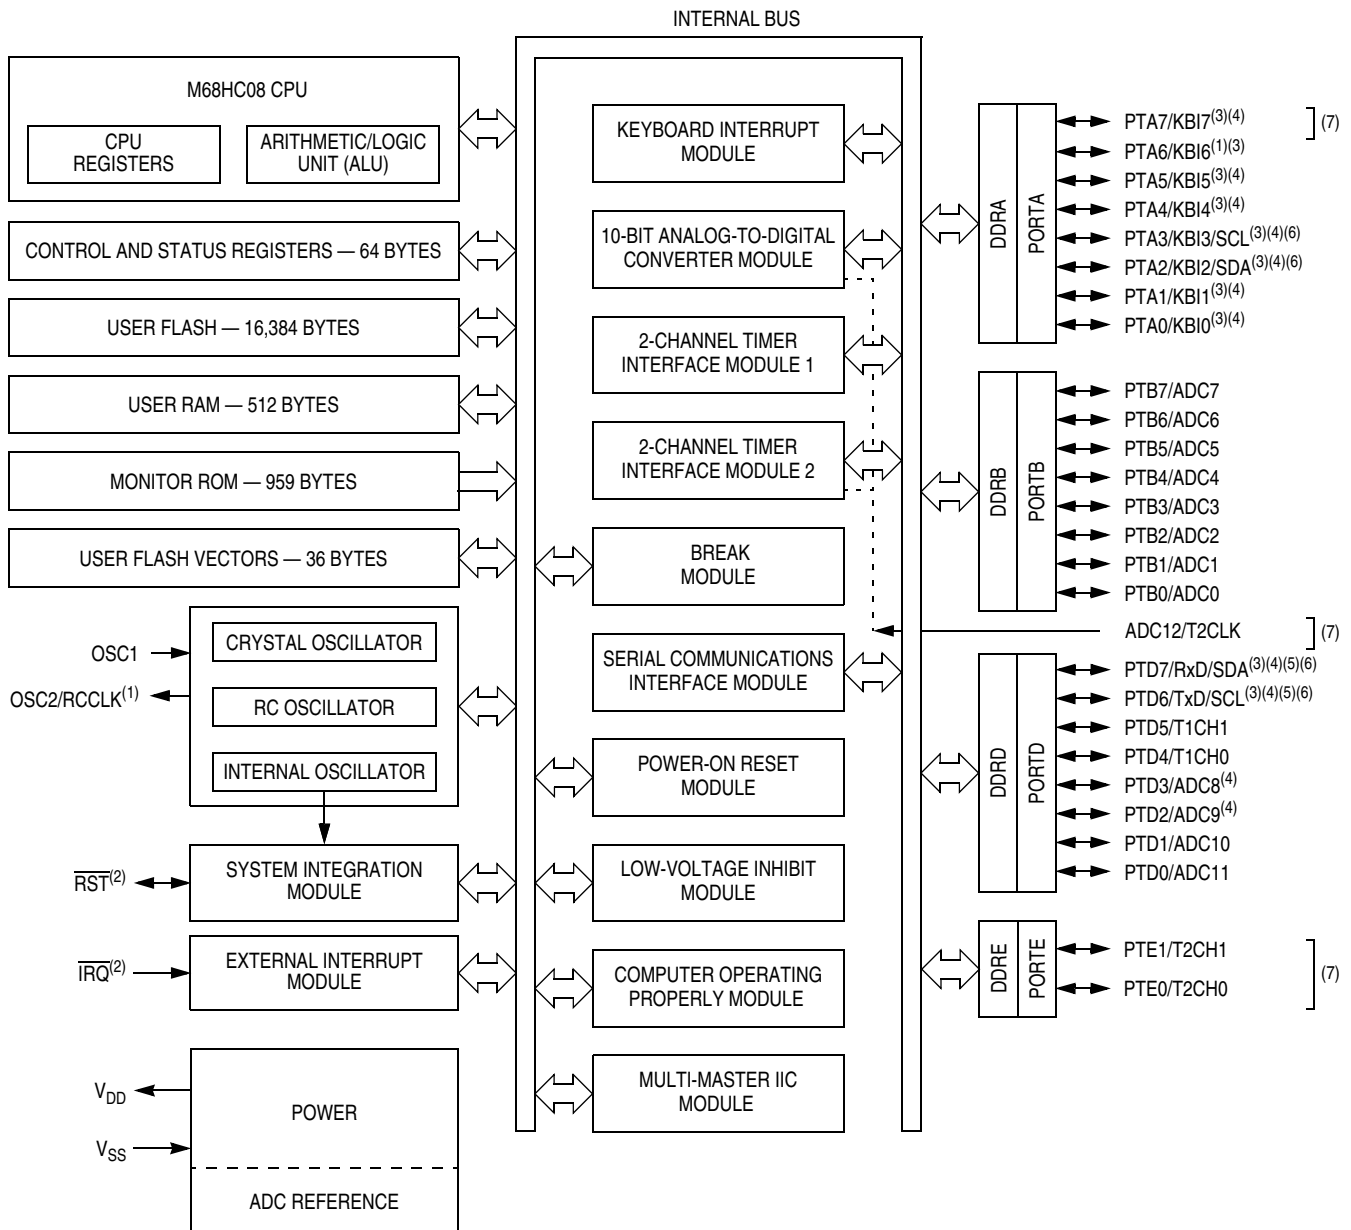 INTERNAL BUS
M68HC08 CPU
CPU
REGISTERS
ARITHMETIC/LOGIC
UNIT (ALU)
CONTROL AND STATUS REGISTERS — 64 BYTES
USER FLASH — 16,384 BYTES
USER RAM — 512 BYTES
MONITOR ROM — 959 BYTES
USER FLASH VECTORS — 36 BYTES
OSC1
OSC2/RCCLK(1)
CRYSTAL OSCILLATOR
RC OSCILLATOR
INTERNAL OSCILLATOR
RST(2)
SYSTEM INTEGRATION
MODULE
IRQ(2)
EXTERNAL INTERRUPT
MODULE
VDD
VSS
POWER
ADC REFERENCE
KEYBOARD INTERRUPT
MODULE
10-BIT ANALOG-TO-DIGITAL
CONVERTER MODULE
2-CHANNEL TIMER
INTERFACE MODULE 1
2-CHANNEL TIMER
INTERFACE MODULE 2
BREAK
MODULE
SERIAL COMMUNICATIONS
INTERFACE MODULE
POWER-ON RESET
MODULE
LOW-VOLTAGE INHIBIT
MODULE
COMPUTER OPERATING
PROPERLY MODULE
MULTI-MASTER IIC
MODULE
DDRA
PORTA
PTA7/KBI7(3)(4)
(7)
PTA6/KBI6(1)(3)
PTA5/KBI5(3)(4)
PTA4/KBI4(3)(4)
PTA3/KBI3/SCL(3)(4)(6)
PTA2/KBI2/SDA(3)(4)(6)
PTA1/KBI1(3)(4)
PTA0/KBI0(3)(4)
DDRB
PORTB
PTB7/ADC7
PTB6/ADC6
PTB5/ADC5
PTB4/ADC4
PTB3/ADC3
PTB2/ADC2
PTB1/ADC1
PTB0/ADC0
ADC12/T2CLK
(7)
DDRD
PORTD
PTD7/RxD/SDA(3)(4)(5)(6)
PTD6/TxD/SCL(3)(4)(5)(6)
PTD5/T1CH1
PTD4/T1CH0
PTD3/ADC8(4)
PTD2/ADC9(4)
PTD1/ADC10
PTD0/ADC11
DDRE
PORTE
PTE1/T2CH1
PTE0/T2CH0
(7)